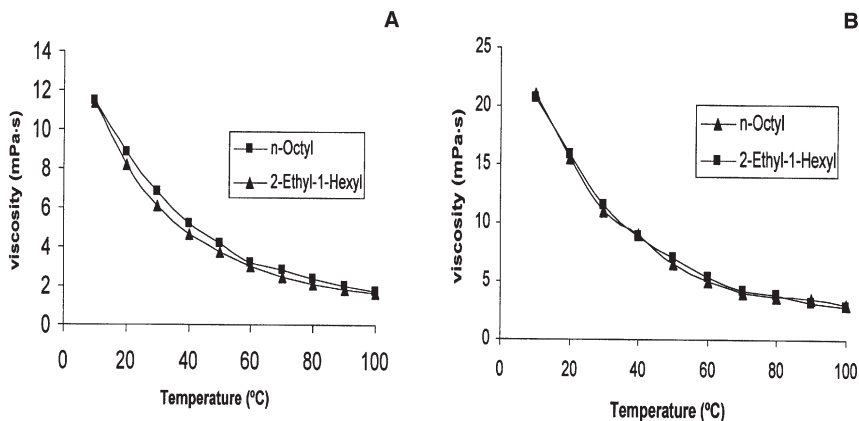 A
14
12
10
8
6
4
2
0
0 20 40 60 80 100
viscosity (mPa·s)
Temperature (ºC)
n-Octyl
2-Ethyl-1-Hexyl
B
25
20
15
10
5
0
0 20 40 60 80 100
viscosity (mPa·s)
Temperature (ºC)
n-Octyl
2-Ethyl-1-Hexyl